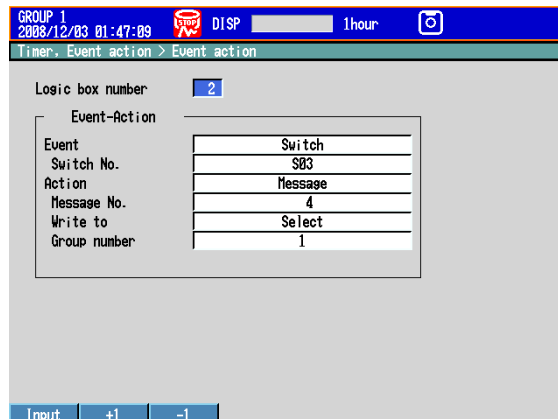 GROUP 1
2008/12/03 01:47:09 STOP DISP 1hour
Timer, Event action > Event action
Logic box number 2
Event-Action
Event Switch
Switch No. S03
Action Message
Message No. 4
Write to Select
Group number 1
Input +1 -1